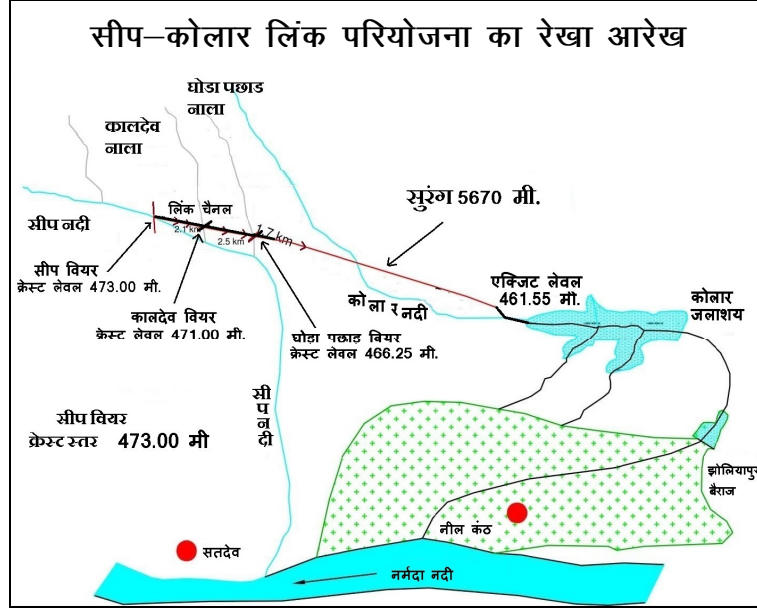 सीप–कोलार लिंक परियोजना का रेखा आरेख
घोडा पछाड
नाला
कालदेव
नाला
लिंक चैनल
सुरंग 5670 मी.
सीप नदी
2.1 km
2.5 km
1.7 km
सीप वियर
क्रेस्ट लेवल 473.00 मी.
एक्जिट लेवल
461.55 मी.
कोलार
जलाशय
कोलार नदी
कालदेव वियर
क्रेस्ट लेवल 471.00 मी.
घोडा पछाड बियर
क्रेस्ट लेवल 466.25 मी.
सीप नदी
सीप वियर
क्रेस्ट स्तर 473.00 मी
झोलियापुर
बैराज
नील कंठ
सतदेव
नर्मदा नदी